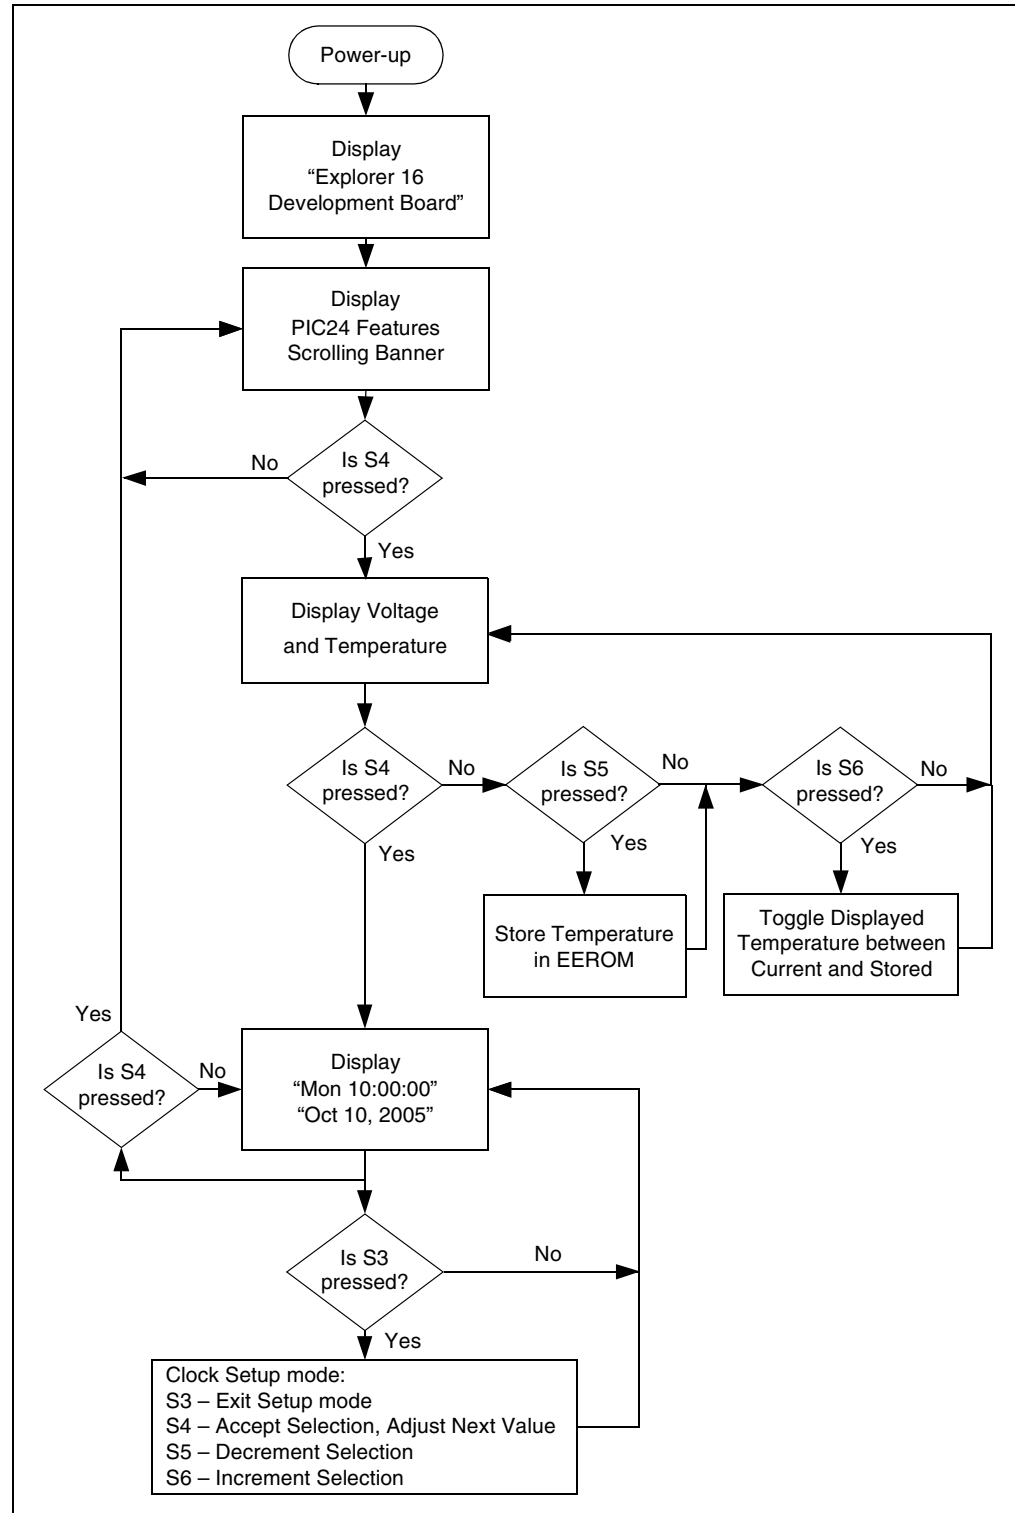 Power-up
Display
“Explorer 16
Development Board”
Display
PIC24 Features
Scrolling Banner
Is S4
pressed?
No
Yes
Display Voltage
and Temperature
Is S4
pressed?
No
Yes
Is S5
pressed?
No
Yes
Is S6
pressed?
No
Yes
Store Temperature
in EEROM
Toggle Displayed
Temperature between
Current and Stored
Yes
Is S4
pressed?
No
Display
“Mon 10:00:00”
“Oct 10, 2005”
Is S3
pressed?
No
Yes
Clock Setup mode:
S3 – Exit Setup mode
S4 – Accept Selection, Adjust Next Value
S5 – Decrement Selection
S6 – Increment Selection